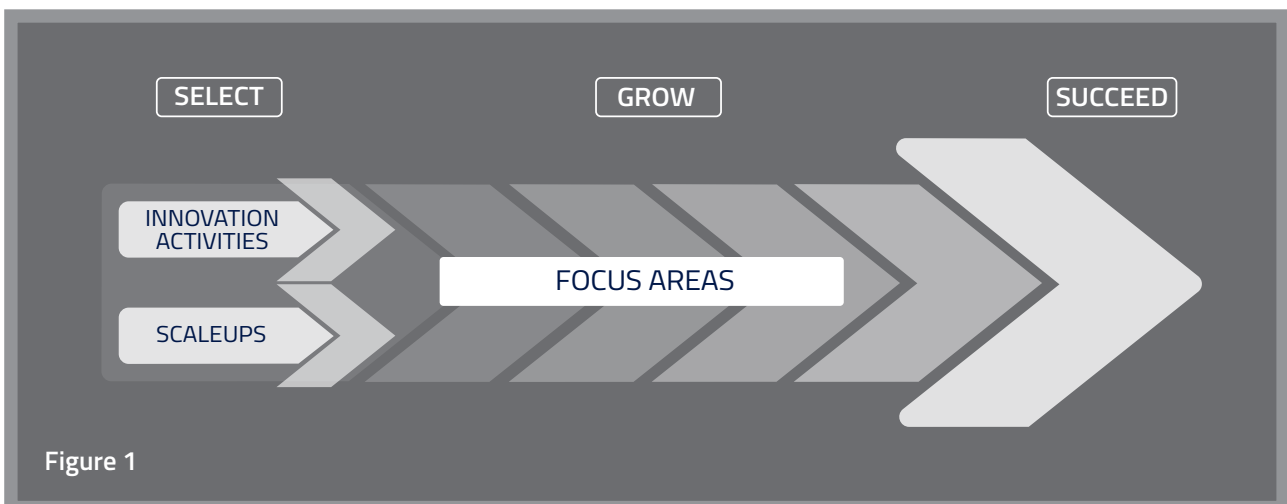 SELECT
GROW
SUCCEED
INNOVATION
ACTIVITIES
FOCUS AREAS
SCALEUPS
Figure 1